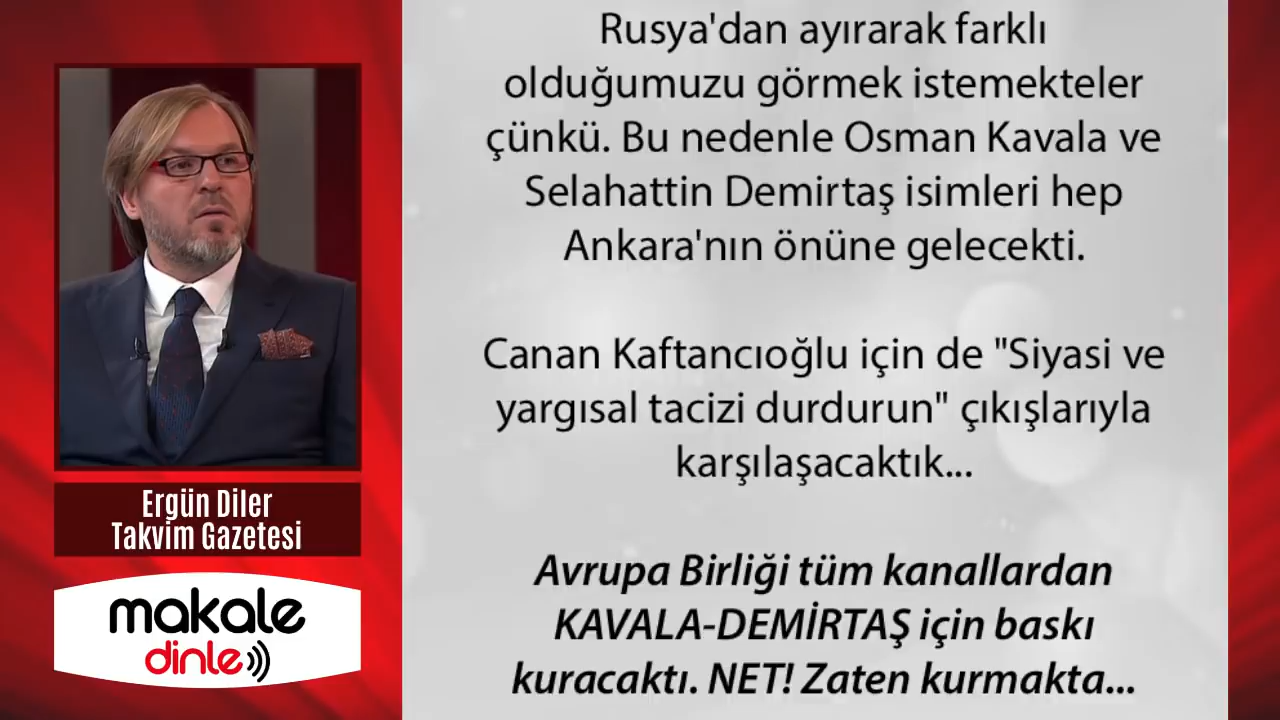 Rusya'dan ayırarak farklı
olduğumuzu görmek istemekteler
çünkü. Bu nedenle Osman Kavala ve
Selahattin Demirtaş isimleri hep
Ankara'nın önüne gelecekti.
Canan Kaftancıoğlu için de "Siyasi ve
yargısal tacizi durdurun" çıkışlarıyla
karşılaşacaktık...
Avrupa Birliği tüm kanallardan
KAVALA-DEMİRTAŞ için baskı
kuracaktı. NET! Zaten kurmakta...
Ergün Diler
Takvim Gazetesi
makale
dinle